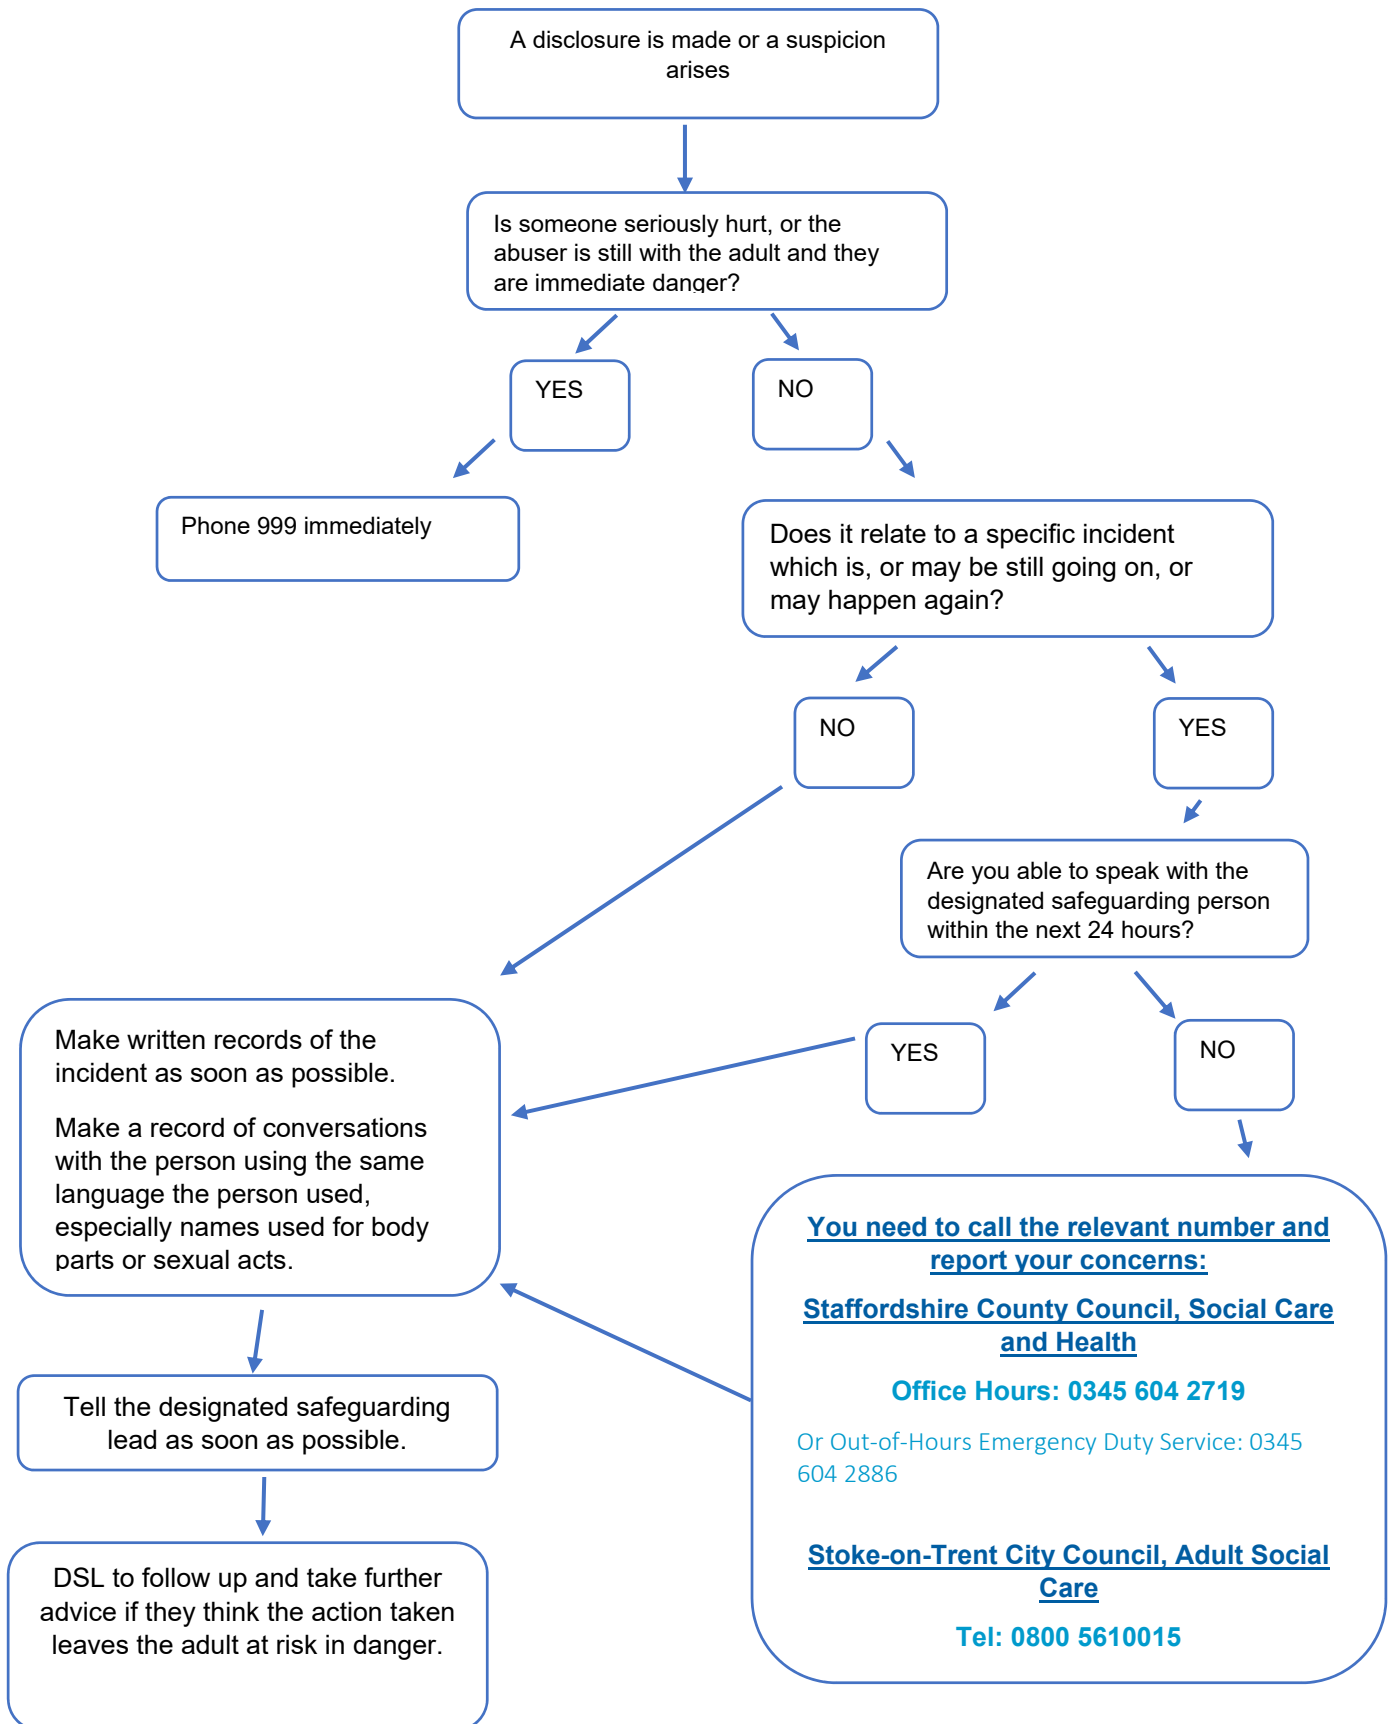 A disclosure is made or a suspicion
arises
Is someone seriously hurt, or the
abuser is still with the adult and they
are immediate danger?
YES
NO
Phone 999 immediately
Does it relate to a specific incident
which is, or may be still going on, or
may happen again?
NO
YES
Are you able to speak with the
designated safeguarding person
within the next 24 hours?
YES
NO
Make written records of the
incident as soon as possible.
Make a record of conversations
with the person using the same
language the person used,
especially names used for body
parts or sexual acts.
You need to call the relevant number and
report your concerns:
Staffordshire County Council, Social Care
and Health
Office Hours: 0345 604 2719
Or Out-of-Hours Emergency Duty Service: 0345
604 2886
Stoke-on-Trent City Council, Adult Social
Care
Tel: 0800 5610015
Tell the designated safeguarding
lead as soon as possible.
DSL to follow up and take further
advice if they think the action taken
leaves the adult at risk in danger.